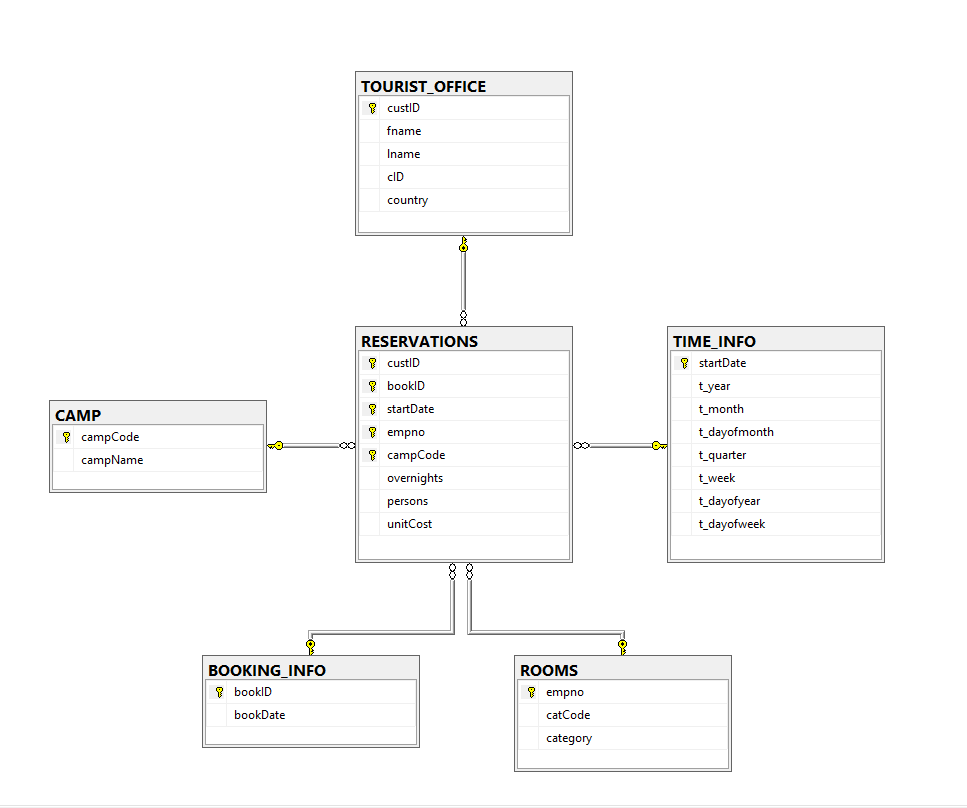 TOURIST_OFFICE
custID
fname
lname
cID
country
RESERVATIONS
custID
bookID
startDate
empno
campCode
overnights
persons
unitCost
TIME_INFO
startDate
t_year
t_month
t_dayofmonth
t_quarter
t_week
t_dayofyear
t_dayofweek
CAMP
campCode
campName
BOOKING_INFO
bookID
bookDate
ROOMS
empno
catCode
category